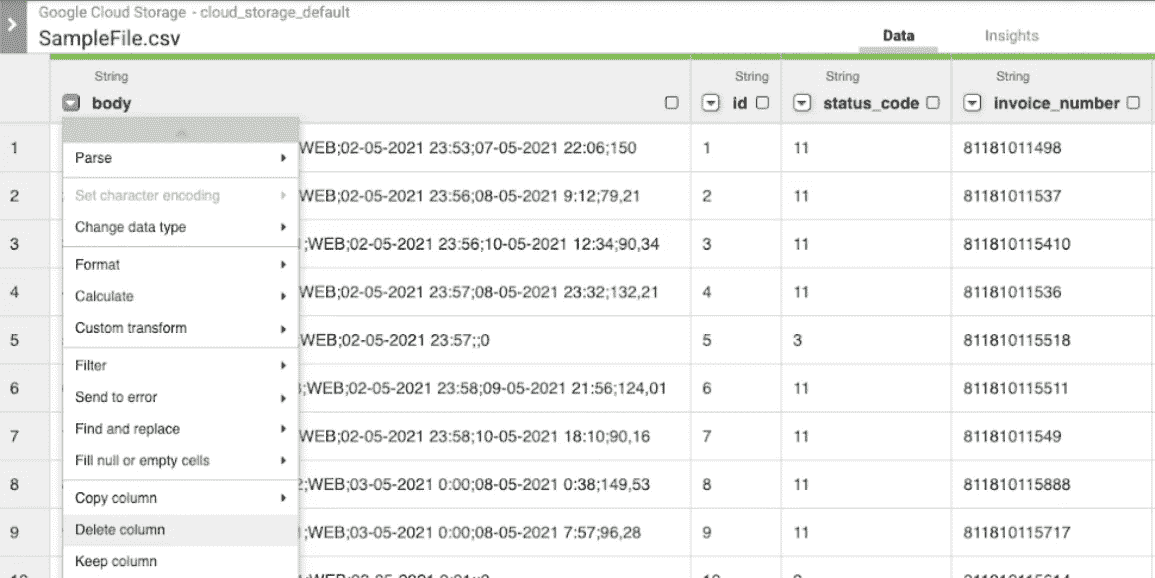 Google Cloud Storage - cloud_storage_default
SampleFile.csv
Data Insights
String String String String
body id status_code invoice_number
Parse
Set character encoding
Change data type
Format
Calculate
Custom transform
Filter
Send to error
Find and replace
Fill null or empty cells
Copy column
Delete column
Keep column
1 WEB;02-05-2021 23:53;07-05-2021 22:06;150 1 11 81181011498
2 WEB;02-05-2021 23:56;08-05-2021 9:12;79,21 2 11 81181011537
3 ;WEB;02-05-2021 23:56;10-05-2021 12:34;90,34 3 11 811810115410
4 WEB;02-05-2021 23:57;08-05-2021 23:32;132,21 4 11 81181011536
5 WEB;02-05-2021 23:57;;0 5 3 811810115518
6 ;WEB;02-05-2021 23:58;09-05-2021 21:56;124,01 6 11 811810115511
7 WEB;02-05-2021 23:58;10-05-2021 18:10;90,16 7 11 81181011549
8 2;WEB;03-05-2021 0:00;08-05-2021 0:38;149,53 8 11 811810115888
9 ;WEB;03-05-2021 0:00;08-05-2021 7:57;96,28 9 11 811810115717